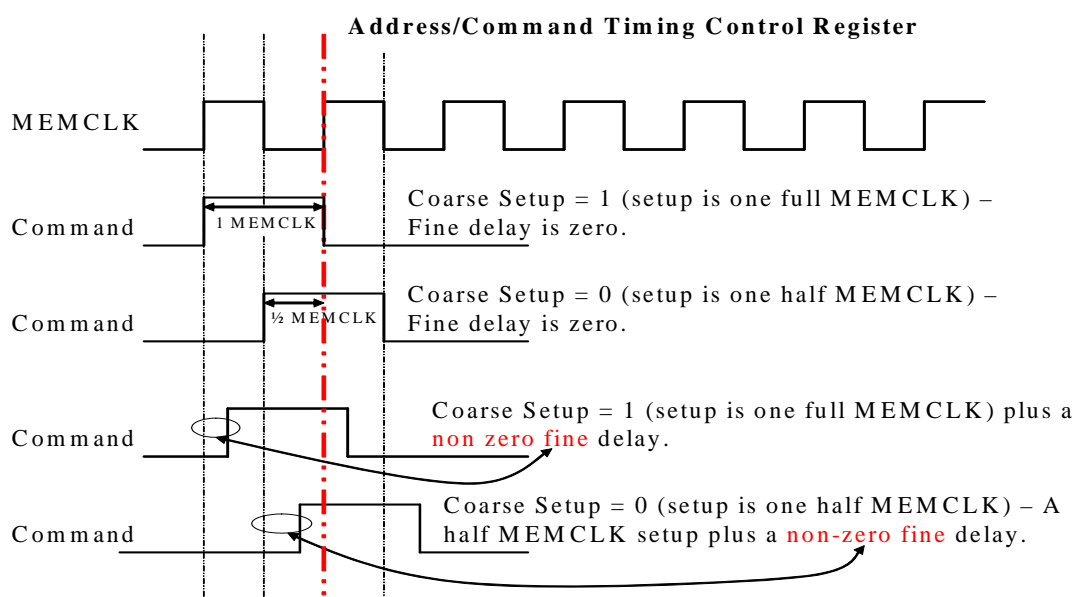 Address/Command Timing Control Register
MEMCLK
Coarse Setup = 1 (setup is one full MEMCLK) –
1 MEMCLK
Command
Fine delay is zero.
Coarse Setup = 0 (setup is one half MEMCLK) –
½ MEMCLK
Command
Fine delay is zero.
Coarse Setup = 1 (setup is one full MEMCLK) plus a
Command
non zero fine delay.
Coarse Setup = 0 (setup is one half MEMCLK) – A
Command
half MEMCLK setup plus a non-zero fine delay.